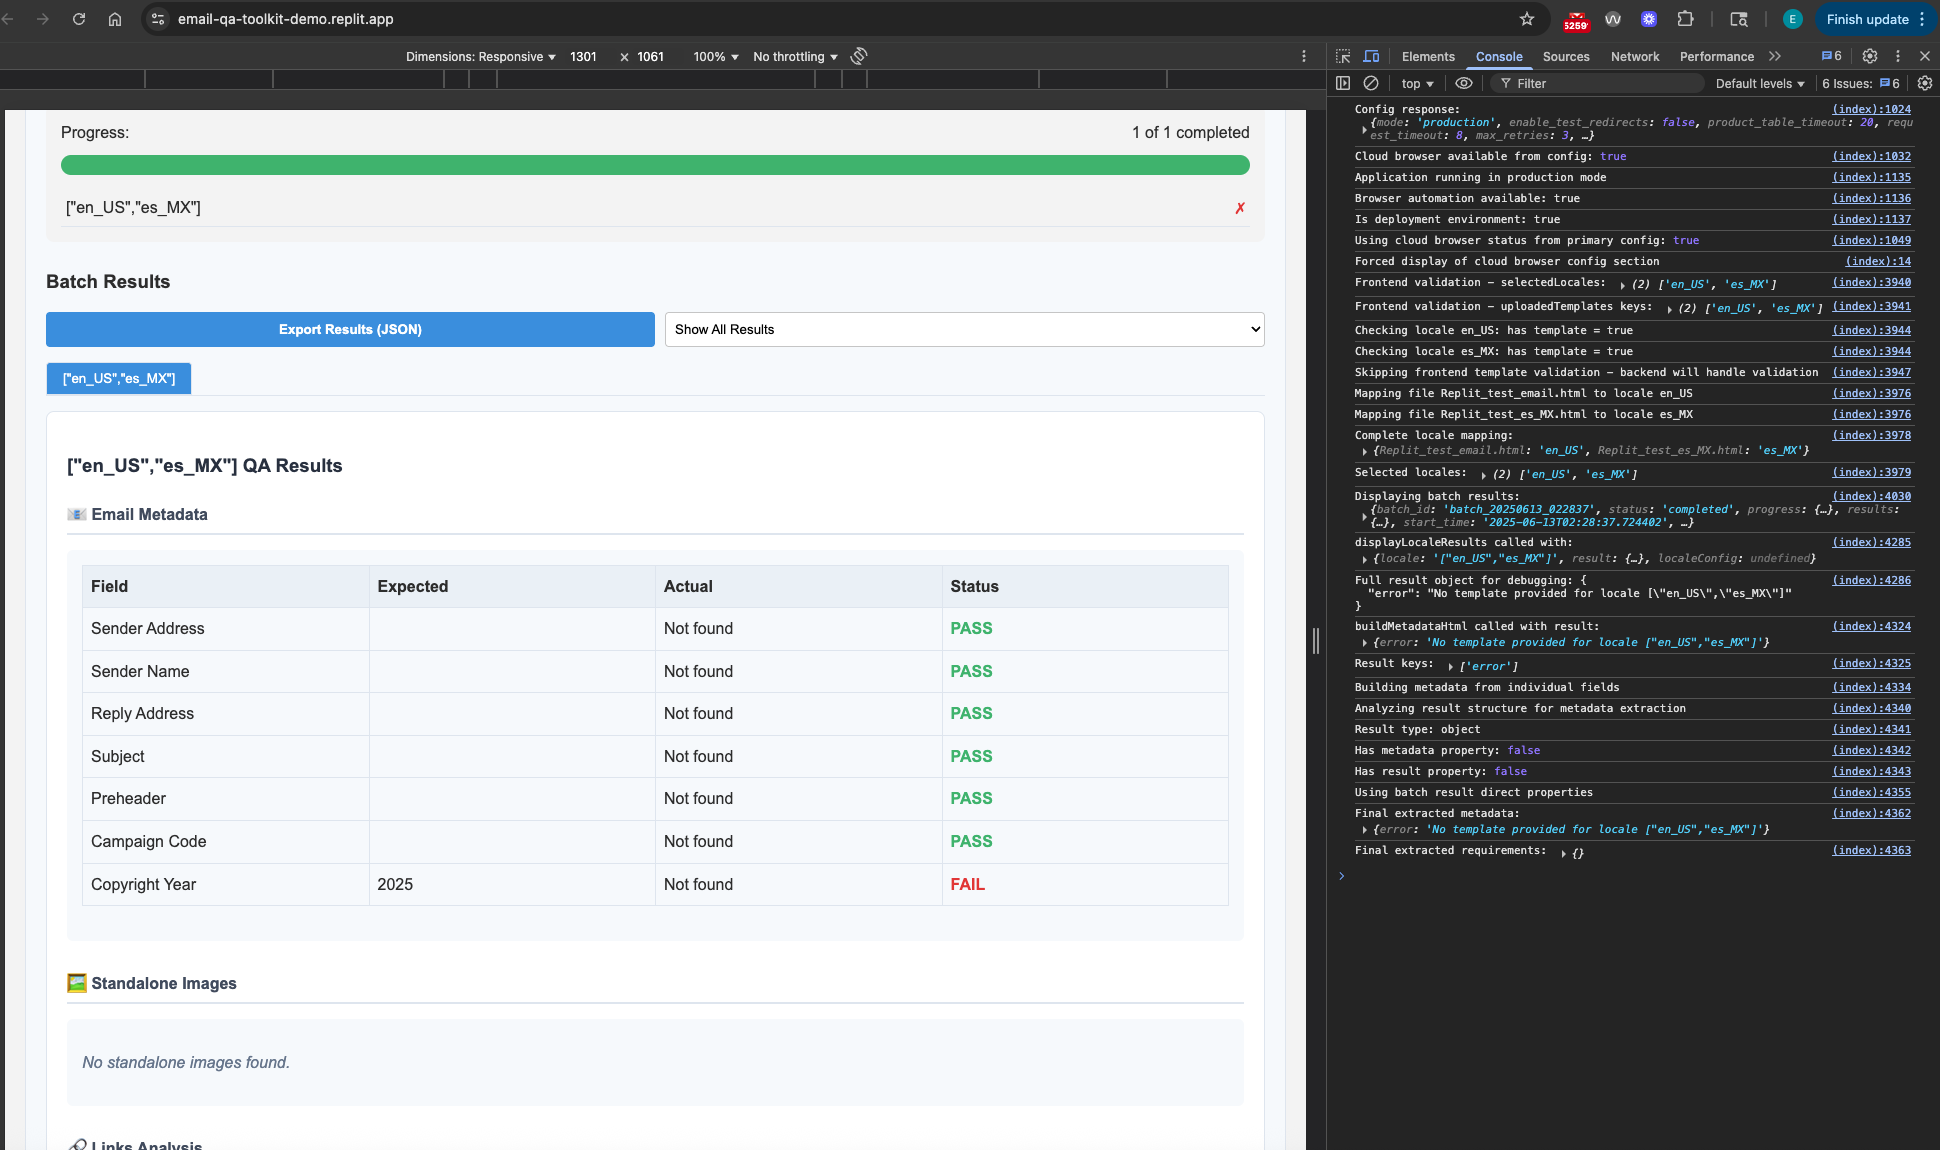 email-qa-toolkit-demo.replit.app
5259
E
Finish update
Dimensions: Responsive
1301
x
1061
100%
No throttling
Elements
Console
Sources
Network
Performance
6
top
Filter
Default levels
6 Issues:
6
Progress:
1 of 1 completed
["en_US","es_MX"]
✗
Batch Results
Export Results (JSON)
Show All Results
["en_US","es_MX"]
["en_US","es_MX"] QA Results
Email Metadata
Field Expected Actual Status
Sender Address Not found PASS
Sender Name Not found PASS
Reply Address Not found PASS
Subject Not found PASS
Preheader Not found PASS
Campaign Code Not found PASS
Copyright Year 2025 Not found FAIL
Standalone Images
No standalone images found.
Links Analysis
Config response: (index):1024
{mode: 'production', enable_test_redirects: false, product_table_timeout: 20, requ
est_timeout: 8, max_retries: 3, …}
Cloud browser available from config: true (index):1032
Application running in production mode (index):1135
Browser automation available: true (index):1136
Is deployment environment: true (index):1137
Using cloud browser status from primary config: true (index):1049
Forced display of cloud browser config section (index):14
Frontend validation - selectedLocales: (2) ['en_US', 'es_MX'] (index):3940
Frontend validation - uploadedTemplates keys: (2) ['en_US', 'es_MX'] (index):3941
Checking locale en_US: has template = true (index):3944
Checking locale es_MX: has template = true (index):3944
Skipping frontend template validation - backend will handle validation (index):3947
Mapping file Replit_test_email.html to locale en_US (index):3976
Mapping file Replit_test_es_MX.html to locale es_MX (index):3976
Complete locale mapping: (index):3978
{Replit_test_email.html: 'en_US', Replit_test_es_MX.html: 'es_MX'}
Selected locales: (2) ['en_US', 'es_MX'] (index):3979
Displaying batch results: (index):4030
{batch_id: 'batch_20250613_022837', status: 'completed', progress: {…}, results:
{…}, start_time: '2025-06-13T02:28:37.724402', …}
displayLocaleResults called with: (index):4285
{locale: '["en_US","es_MX"]', result: {…}, localeConfig: undefined}
Full result object for debugging: { (index):4286
"error": "No template provided for locale [\"en_US\",\"es_MX\"]"
}
buildMetadataHtml called with result: (index):4324
{error: 'No template provided for locale ["en_US","es_MX"]'}
Result keys: ['error'] (index):4325
Building metadata from individual fields (index):4334
Analyzing result structure for metadata extraction (index):4340
Result type: object (index):4341
Has metadata property: false (index):4342
Has result property: false (index):4343
Using batch result direct properties (index):4355
Final extracted metadata: (index):4362
{error: 'No template provided for locale ["en_US","es_MX"]'}
Final extracted requirements: {} (index):4363